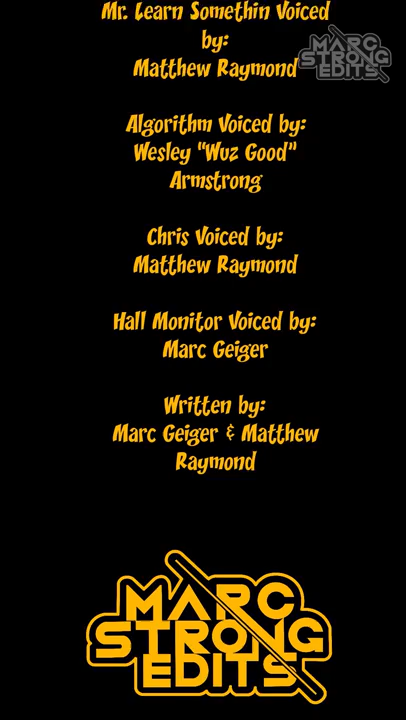 Mr. Learn Somethin Voiced
by:
Matthew Raymond
MARC
STRONG
EDITS
Algorithm Voiced by:
Wesley "Wuz Good"
Armstrong
Chris Voiced by:
Matthew Raymond
Hall Monitor Voiced by:
Marc Geiger
Written by:
Marc Geiger & Matthew
Raymond
MARC
STRONG
EDITS